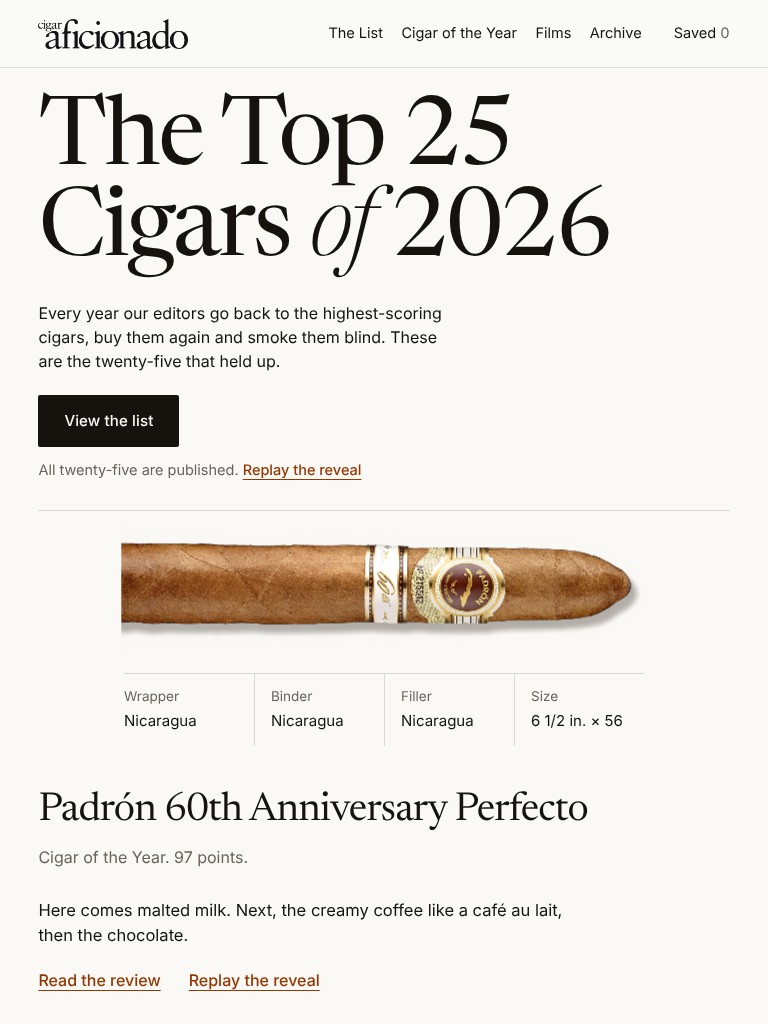 cigar
aficionado
The List
Cigar of the Year
Films
Archive
Saved 0
The Top 25
Cigars of 2026
Every year our editors go back to the highest-scoring
cigars, buy them again and smoke them blind. These
are the twenty-five that held up.
View the list
All twenty-five are published. Replay the reveal
60th
PADRÓN
Wrapper
Nicaragua
Binder
Nicaragua
Filler
Nicaragua
Size
6 1/2 in. × 56
Padrón 60th Anniversary Perfecto
Cigar of the Year. 97 points.
Here comes malted milk. Next, the creamy coffee like a café au lait,
then the chocolate.
Read the review
Replay the reveal